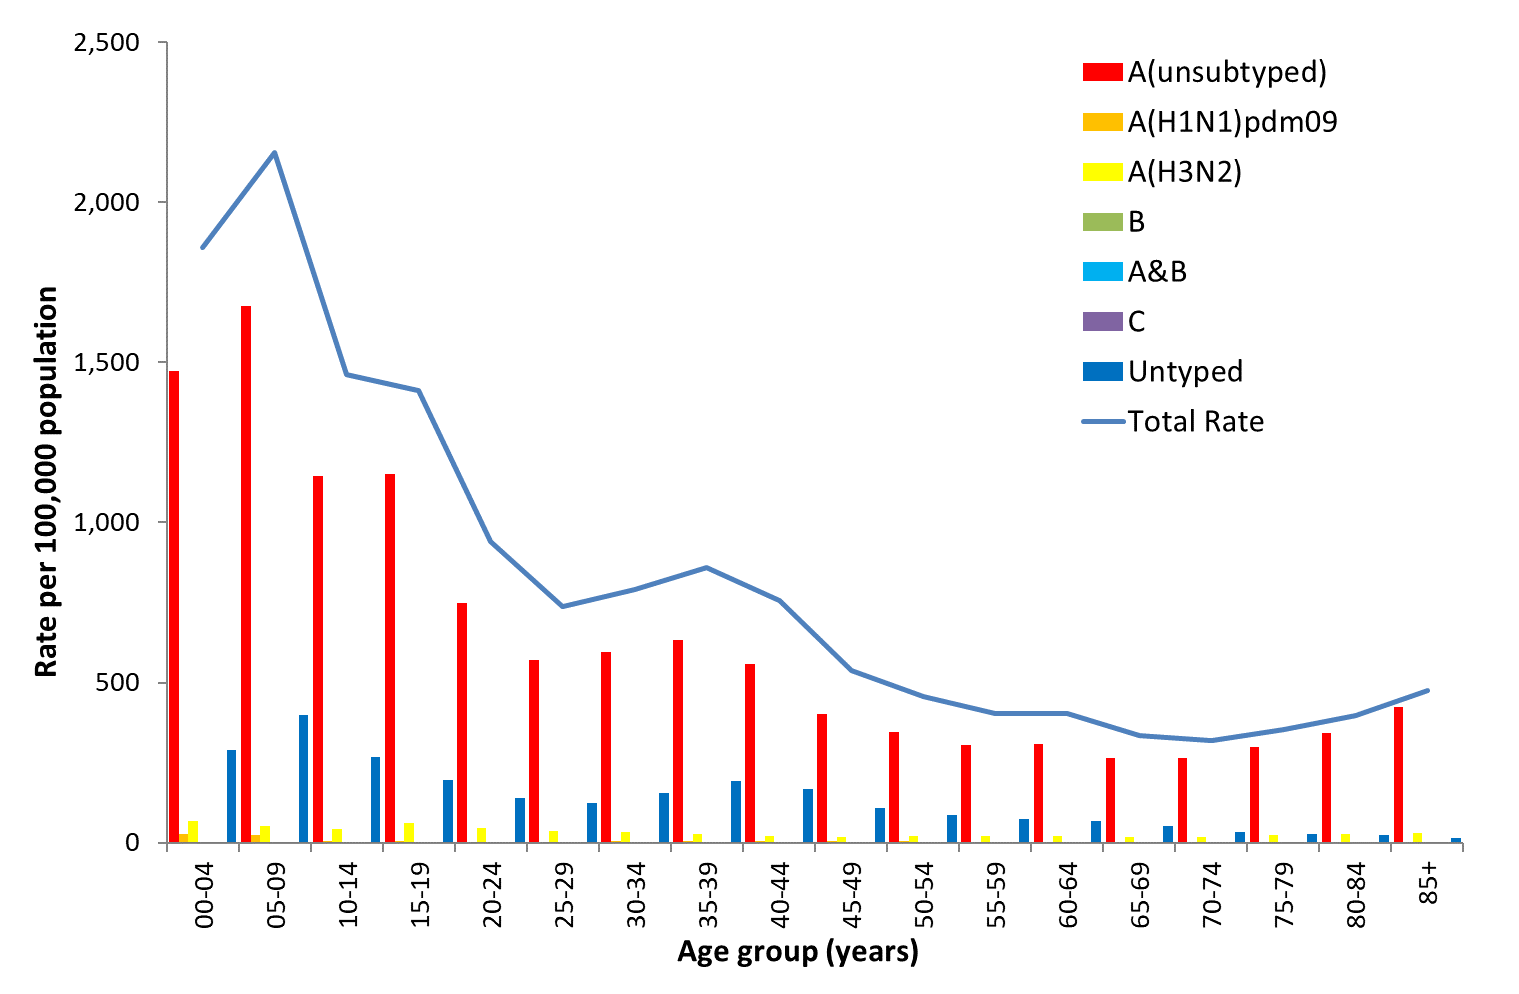 2,500
2,000
1,500
1,000
500
0
Rate per 100,000 population
A(unsubtyped)
A(H1N1)pdm09
A(H3N2)
B
A&B
C
Untyped
Total Rate
00-04
05-09
10-14
15-19
20-24
25-29
30-34
35-39
40-44
45-49
50-54
55-59
60-64
65-69
70-74
75-79
80-84
85+
Age group (years)